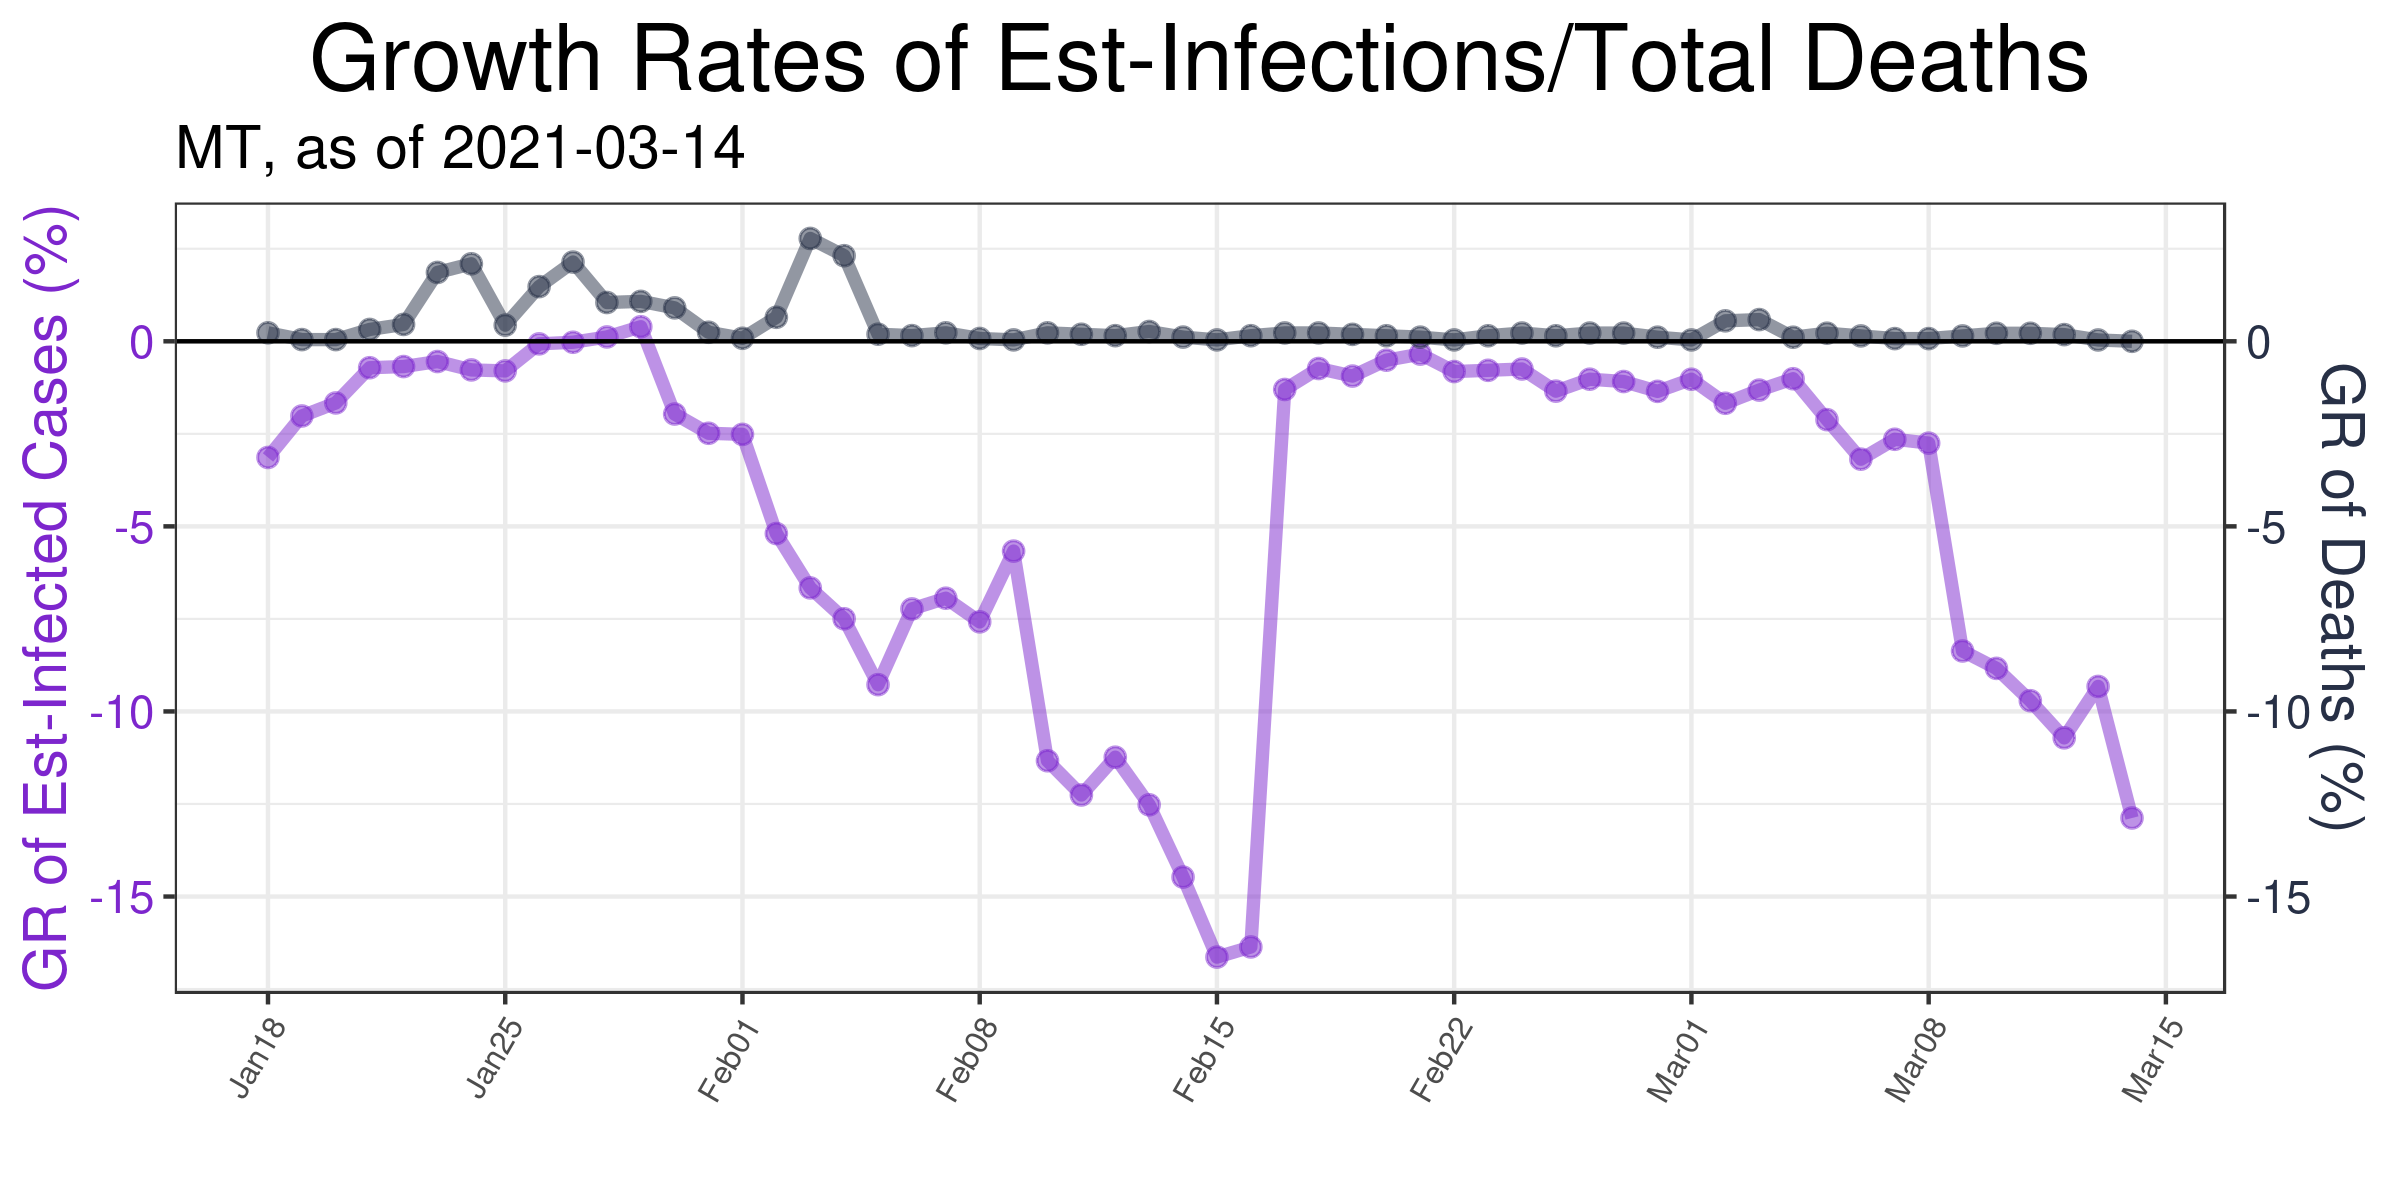 Growth Rates of Est-Infections/Total Deaths
MT, as of 2021-03-14
GR of Est-Infected Cases (%)
0
-5
-10
-15
0
-5
-10
-15
GR of Deaths (%)
Jan18
Jan25
Feb01
Feb08
Feb15
Feb22
Mar01
Mar08
Mar15